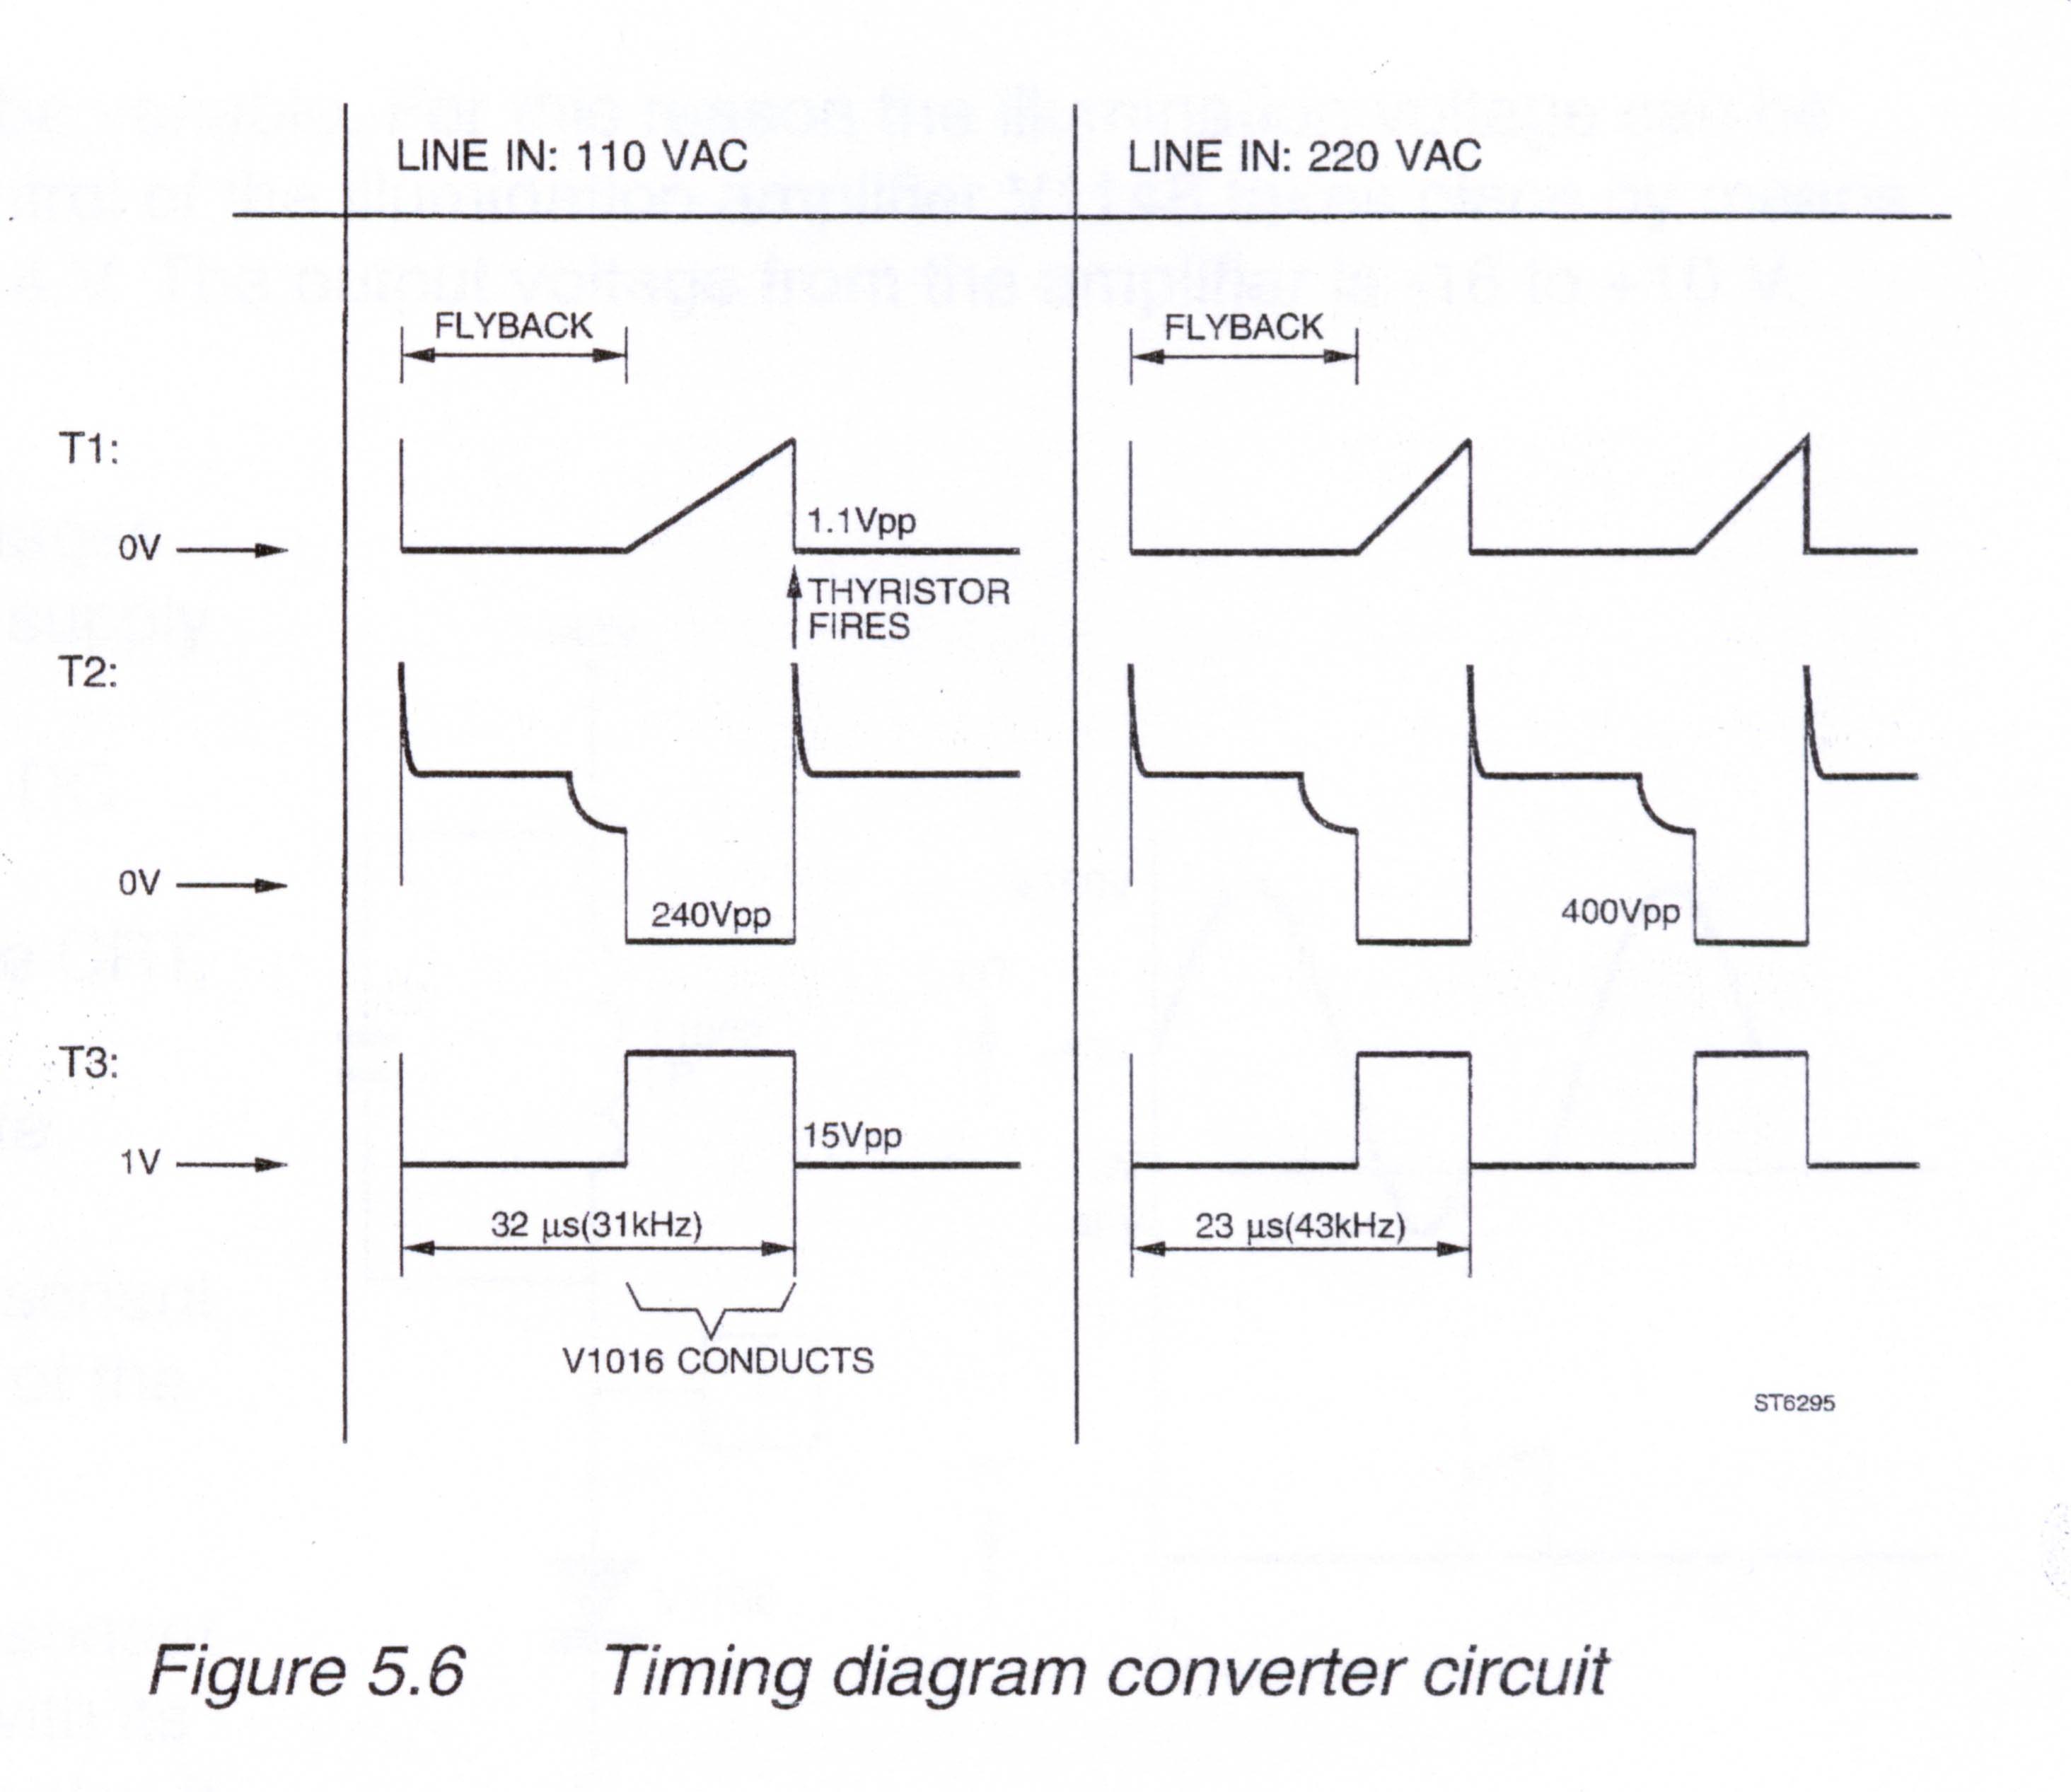 LINE IN: 110 VAC
LINE IN: 220 VAC
FLYBACK
FLYBACK
T1:
1.1Vpp
0V
THYRISTOR
FIRES
T2:
0V
240Vpp
400Vpp
T3:
15Vpp
1V
32 µs(31kHz)
23 µs(43kHz)
V1016 CONDUCTS
ST6295
Figure 5.6 Timing diagram converter circuit